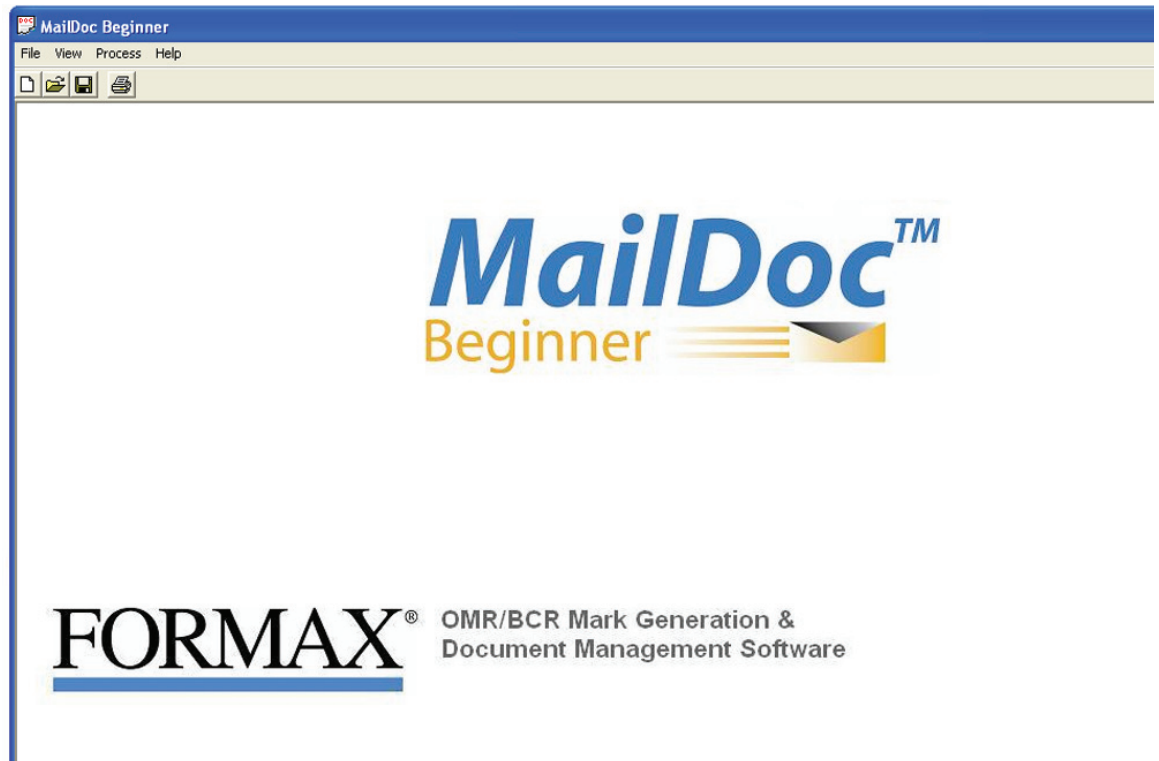 MailDoc Beginner
File View Process Help
MailDoc™
Beginner
FORMAX® OMR/BCR Mark Generation &
Document Management Software